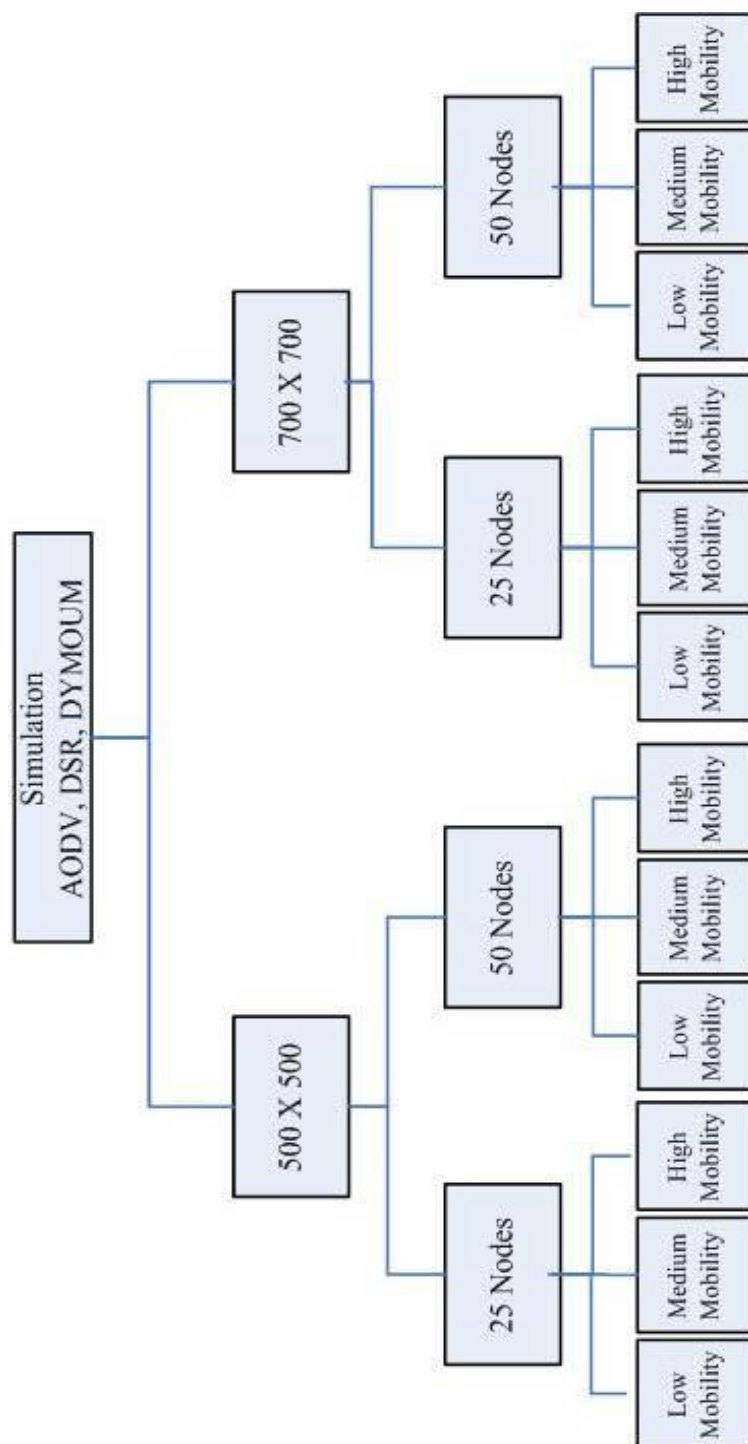 Simulation
AODV, DSR, DYMOUM
500 X 500
700 X 700
25 Nodes
50 Nodes
25 Nodes
50 Nodes
Low
Mobility
Medium
Mobility
High
Mobility
Low
Mobility
Medium
Mobility
High
Mobility
Low
Mobility
Medium
Mobility
High
Mobility
Low
Mobility
Medium
Mobility
High
Mobility